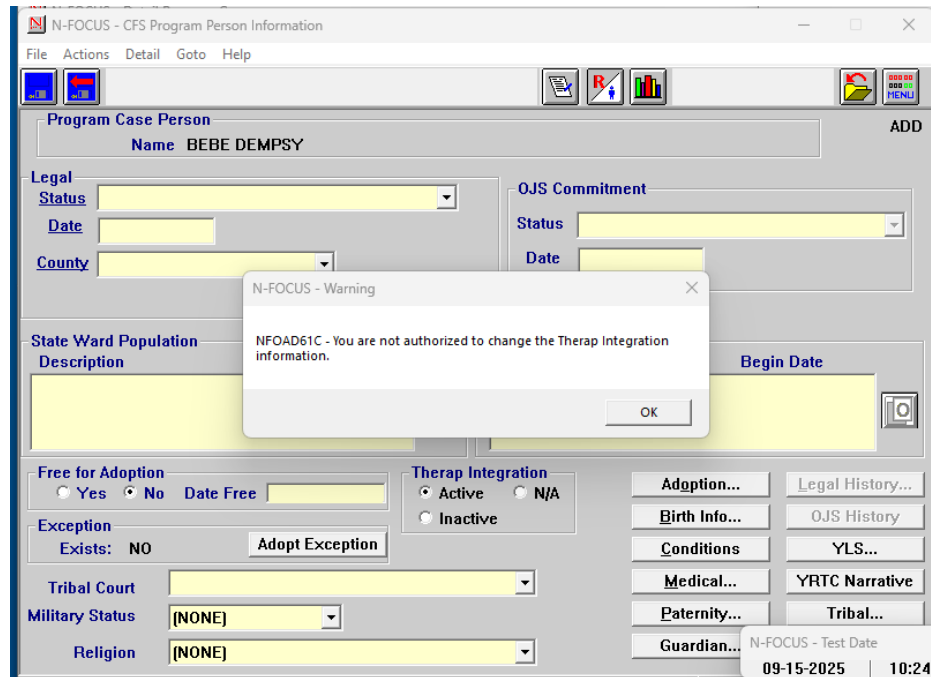 N-FOCUS - CFS Program Person Information
File Actions Detail Goto Help
R
MENU
Program Case Person
ADD
Name BEBE DEMPSY
Legal
Status
OJS Commitment
Date
Status
County
Date
N-FOCUS - Warning
NFOAD61C - You are not authorized to change the Therap Integration
information.
OK
State Ward Population
Description
Begin Date
Free for Adoption
Yes No Date Free
Therap Integration
Active N/A
Inactive
Exception
Exists: NO Adopt Exception
Tribal Court
Military Status (NONE)
Religion (NONE)
Adoption... Legal History...
Birth Info... OJS History
Conditions YLS...
Medical... YRTC Narrative
Paternity... Tribal...
Guardian...
N-FOCUS - Test Date
09-15-2025 10:24